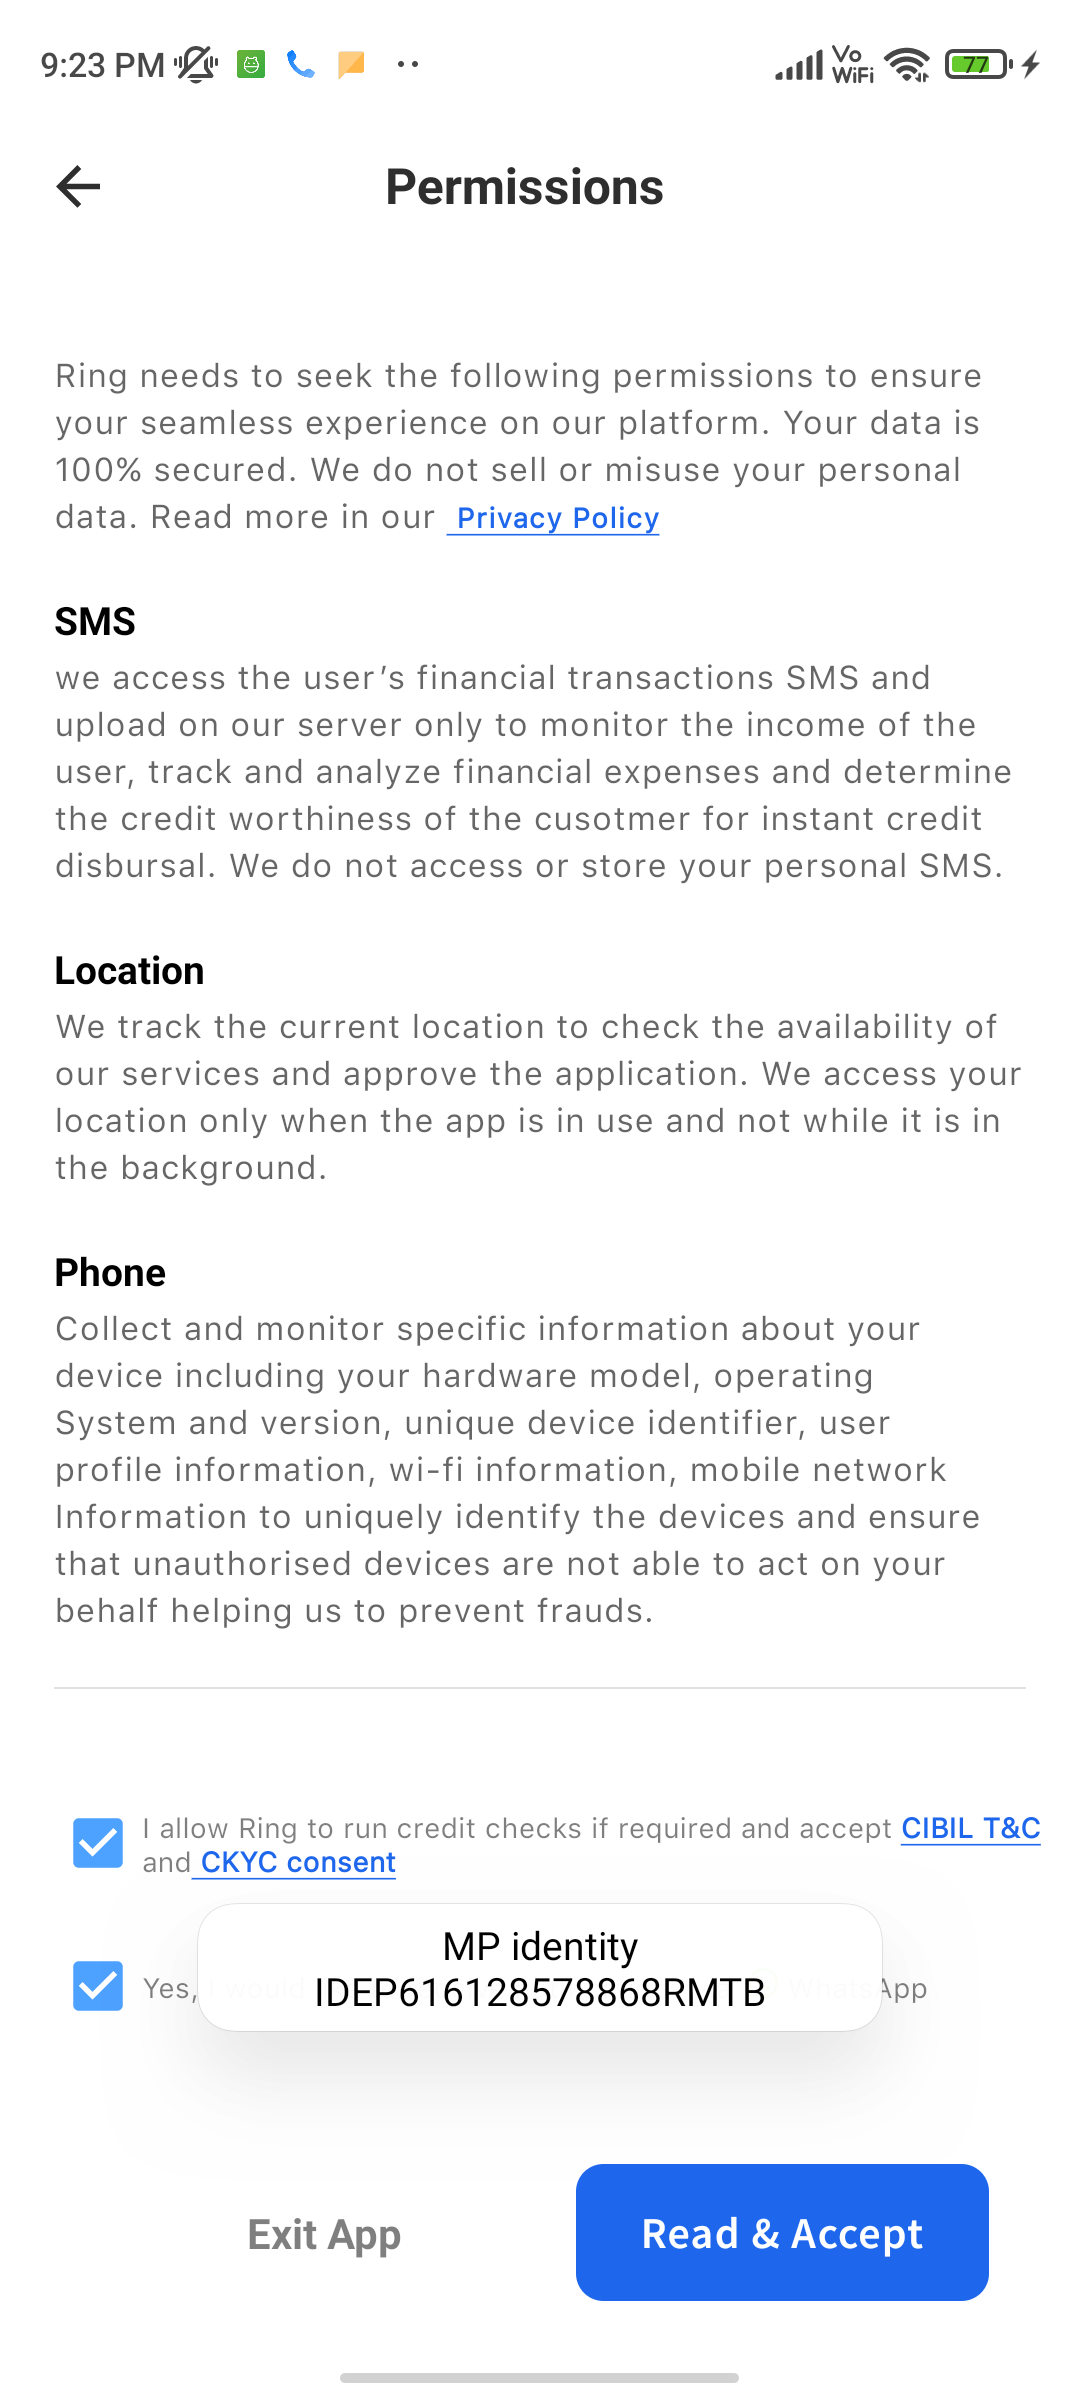 9:23 PM
Vo
WiFi
77
Permissions
Ring needs to seek the following permissions to ensure
your seamless experience on our platform. Your data is
100% secured. We do not sell or misuse your personal
data. Read more in our Privacy Policy
SMS
we access the user's financial transactions SMS and
upload on our server only to monitor the income of the
user, track and analyze financial expenses and determine
the credit worthiness of the cusotmer for instant credit
disbursal. We do not access or store your personal SMS.
Location
We track the current location to check the availability of
our services and approve the application. We access your
location only when the app is in use and not while it is in
the background.
Phone
Collect and monitor specific information about your
device including your hardware model, operating
System and version, unique device identifier, user
profile information, wi-fi information, mobile network
Information to uniquely identify the devices and ensure
that unauthorised devices are not able to act on your
behalf helping us to prevent frauds.
I allow Ring to run credit checks if required and accept CIBIL T&C
and CKYC consent
MP identity
IDEP616128578868RMTB
Yes, I would WhatsApp
Exit App
Read & Accept